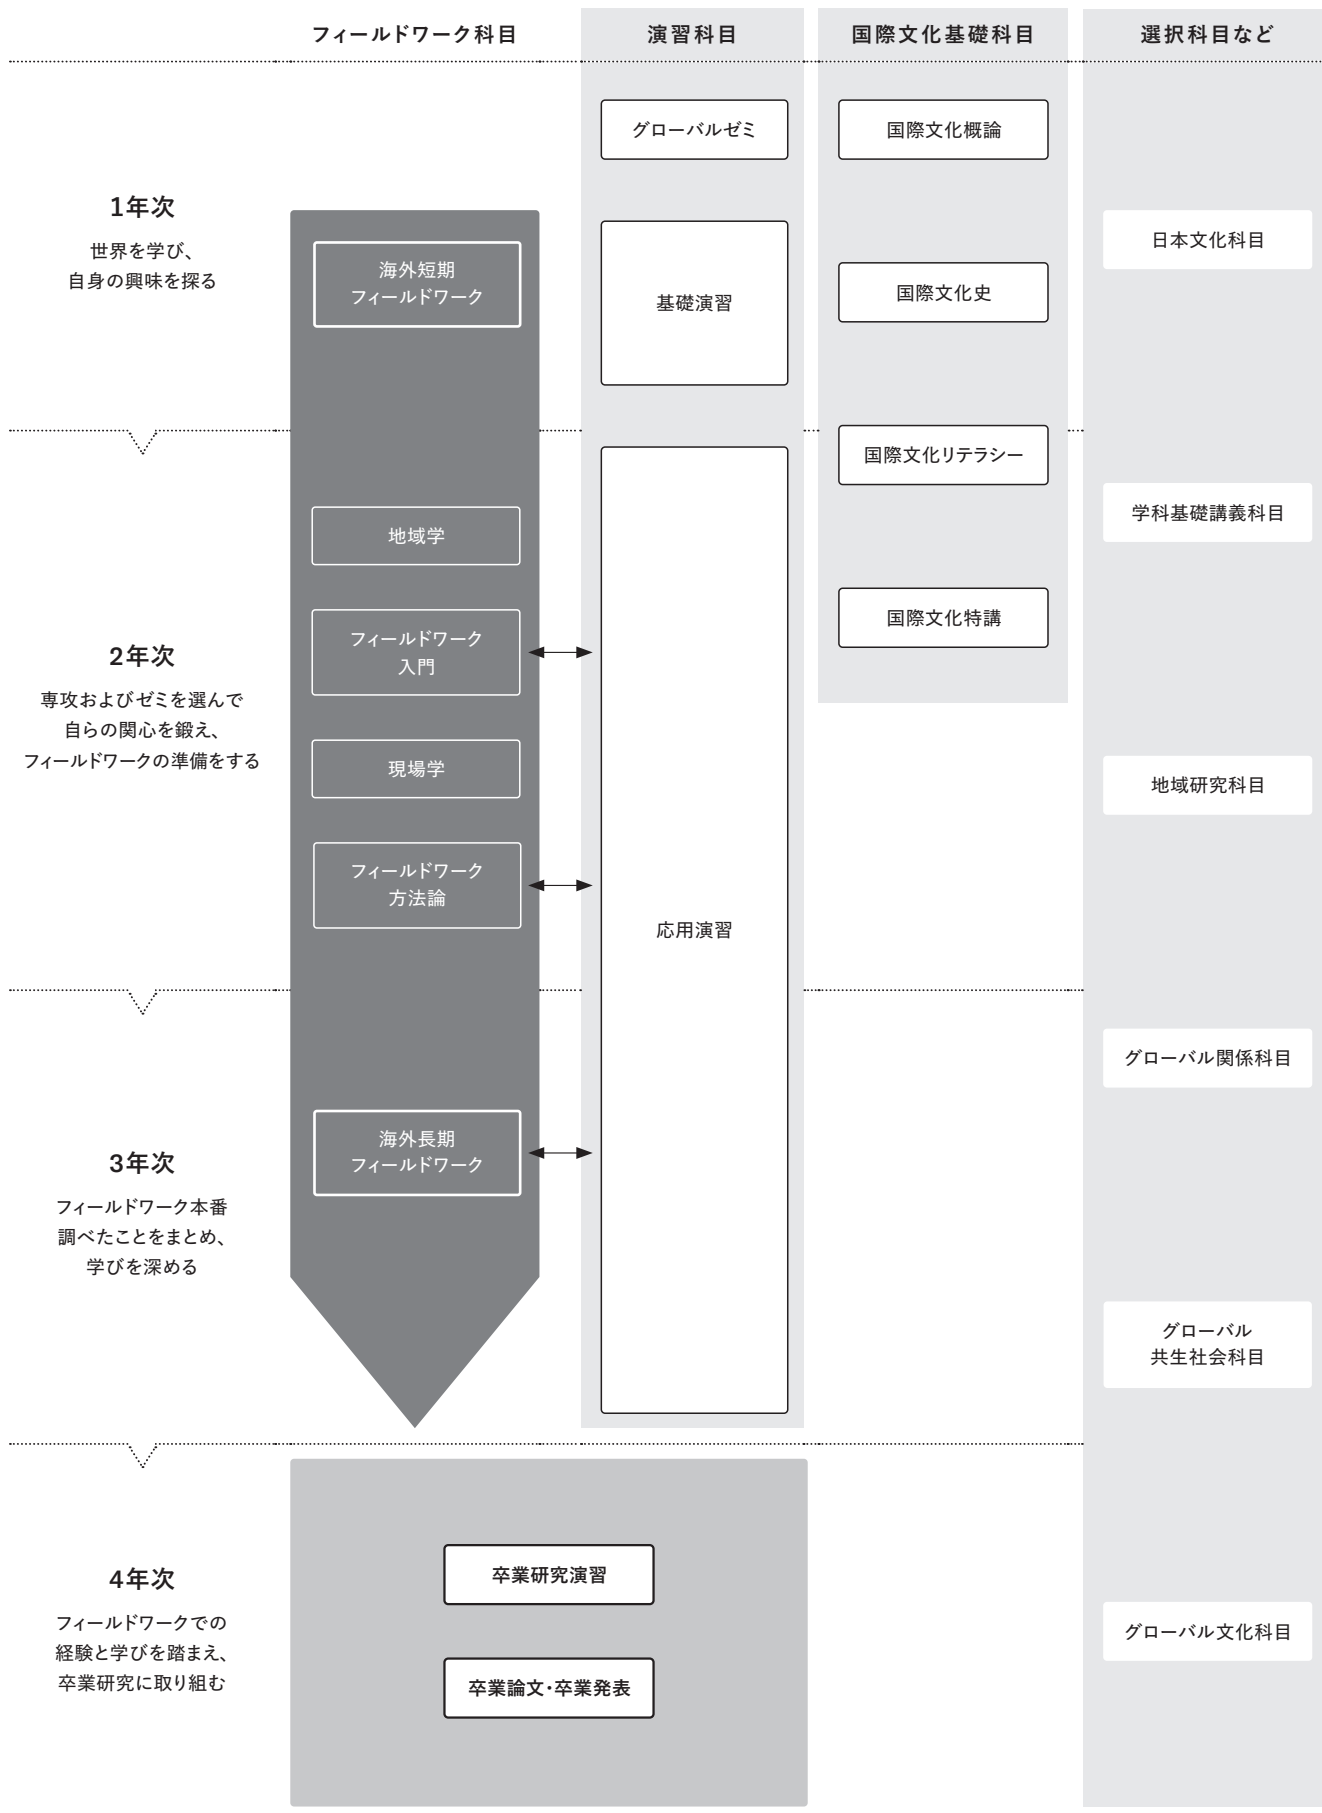 フィールドワーク科目
演習科目
国際文化基礎科目
選択科目など
1年次
世界を学び、
自身の興味を探る
海外短期
フィールドワーク
グローバルゼミ
基礎演習
国際文化概論
国際文化史
日本文化科目
2年次
専攻およびゼミを選んで
自らの関心を鍛え、
フィールドワークの準備をする
地域学
フィールドワーク
入門
現場学
フィールドワーク
方法論
応用演習
国際文化リテラシー
国際文化特講
学科基礎講義科目
地域研究科目
3年次
フィールドワーク本番
調べたことをまとめ、
学びを深める
海外長期
フィールドワーク
グローバル関係科目
グローバル
共生社会科目
4年次
フィールドワークでの
経験と学びを踏まえ、
卒業研究に取り組む
卒業研究演習
卒業論文・卒業発表
グローバル文化科目